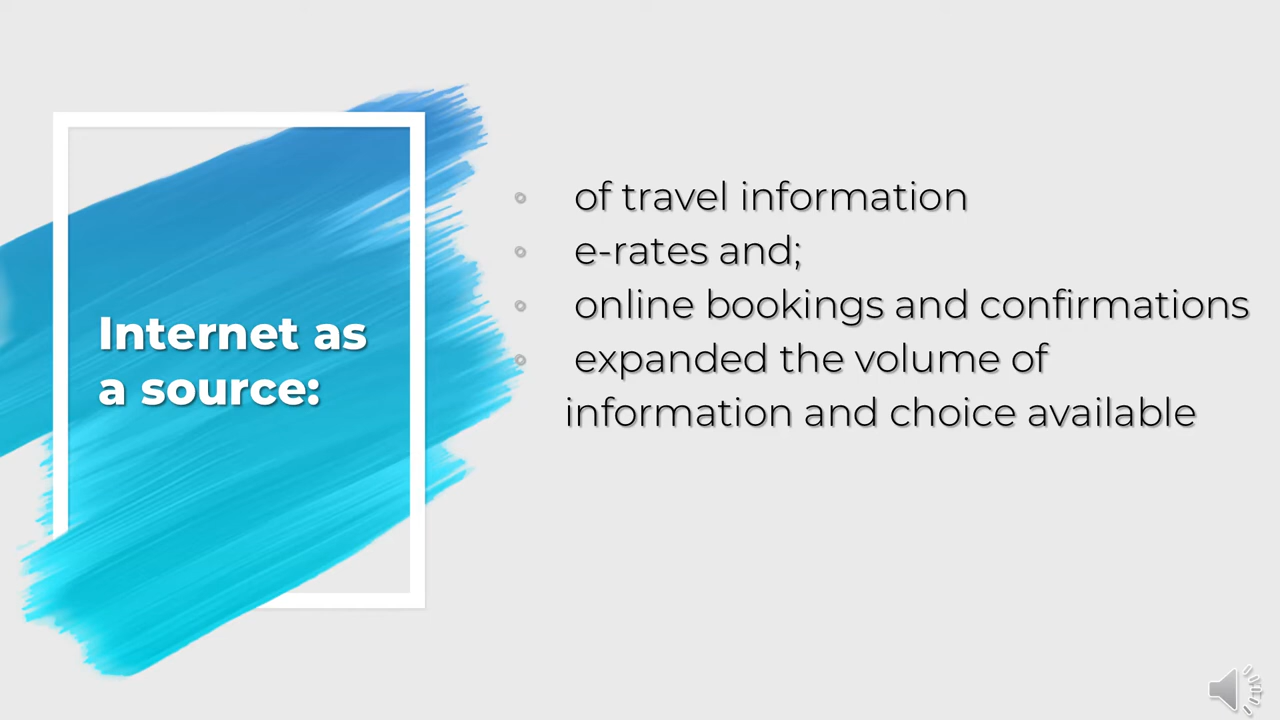 Internet as
a source:
of travel information
e-rates and;
online bookings and confirmations
expanded the volume of
information and choice available